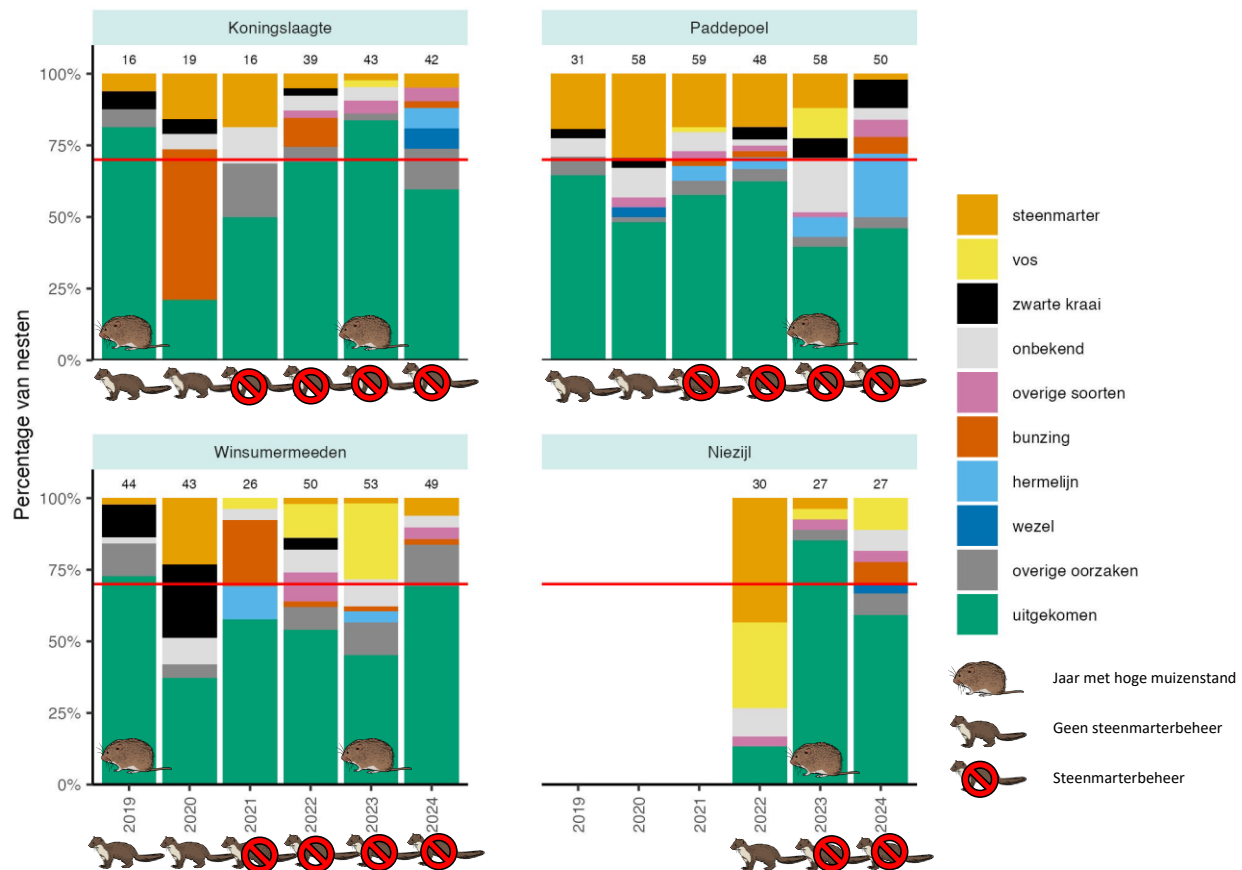 Koningslaagte
Paddepoel
16 19 16 39 43 42
31 58 59 48 58 50
100%
75%
50%
25%
0%
Percentage van nesten
Winsumermeeden
Niezijl
44 43 26 50 53 49
30 27 27
100%
75%
50%
25%
0%
2019 2020 2021 2022 2023 2024
2019 2020 2021 2022 2023 2024
steenmarter
vos
zwarte kraai
onbekend
overige soorten
bunzing
hermelijn
wezel
overige oorzaken
uitgekomen
Jaar met hoge muizenstand
Geen steenmarterbeheer
Steenmarterbeheer